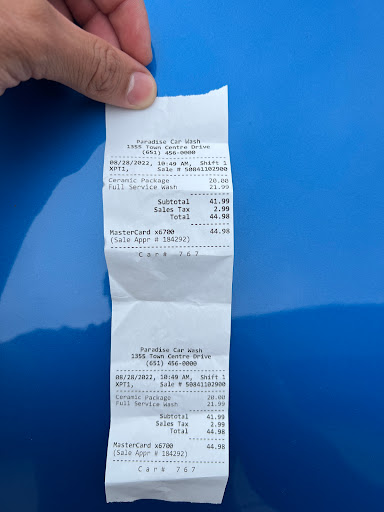 Paradise Car Wash
1355 Town Centre Drive
(651) 456-0000
08/28/2022, 10:49 AM, Shift 1
XPT1, Sale # 50841102900
Ceramic Package 20.00
Full Service Wash 21.99
Subtotal 41.99
Sales Tax 2.99
Total 44.98
MasterCard x6700 44.98
(Sale Appr # 184292)
Car# 767
Paradise Car Wash
1355 Town Centre Drive
(651) 456-0000
08/28/2022, 10:49 AM, Shift 1
XPT1, Sale # 50841102900
Ceramic Package 20.00
Full Service Wash 21.99
Subtotal 41.99
Sales Tax 2.99
Total 44.98
MasterCard x6700 44.98
(Sale Appr # 184292)
Car# 767